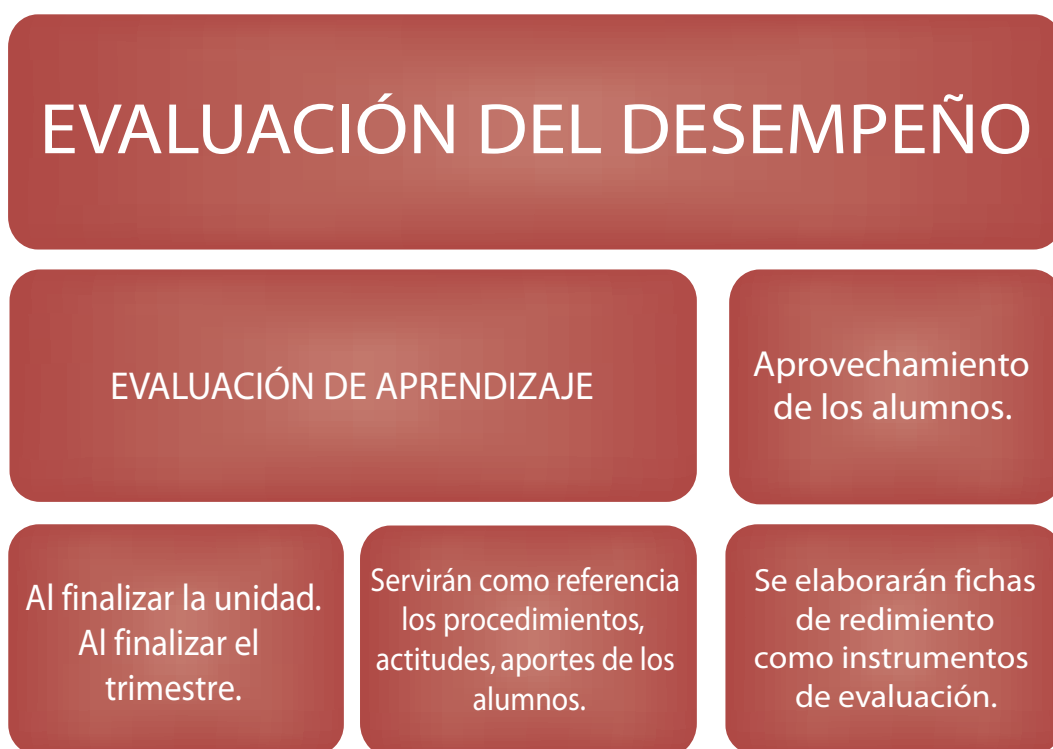 EVALUACIÓN DEL DESEMPEÑO
EVALUACIÓN DE APRENDIZAJE
Aprovechamiento
de los alumnos.
Al finalizar la unidad.
Al finalizar el
trimestre.
Servirán como referencia
los procedimientos,
actitudes, aportes de los
alumnos.
Se elaborarán fichas
de redimiento
como instrumentos
de evaluación.